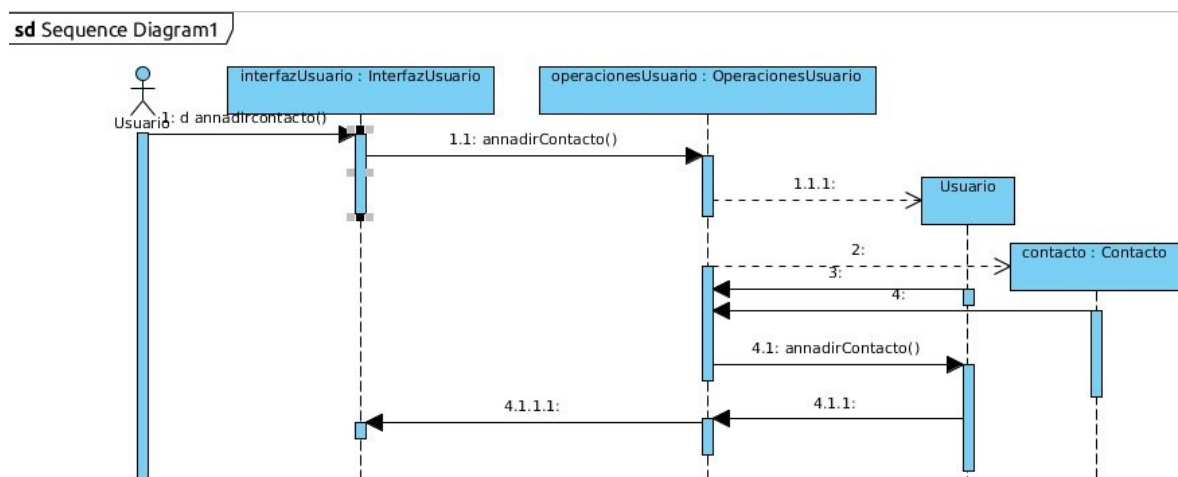 sd Sequence Diagram1
interfazUsuario : InterfazUsuario
operacionesUsuario : OperacionesUsuario
Usuario
1: d annadircontacto()
1.1: annadirContacto()
1.1.1:
Usuario
2:
contacto : Contacto
3:
4:
4.1: annadirContacto()
4.1.1.1:
4.1.1: